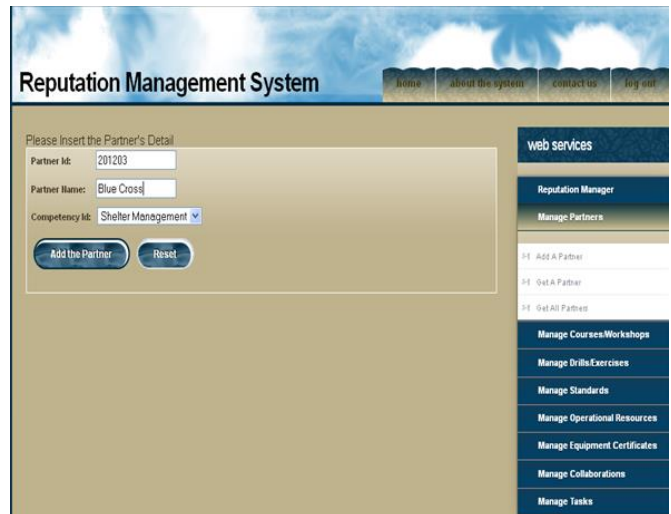 Reputation Management System
home about the system contact us log out
Please Insert the Partner's Detail
Partner Id: 201203
Partner Name: Blue Cross
Competency Id: Shelter Management
Add the Partner Reset
web services
Reputation Manager
Manage Partners
Add A Partner
Get A Partner
Get All Partners
Manage Courses/Workshops
Manage Drills/Exercises
Manage Standards
Manage Operational Resources
Manage Equipment Certificates
Manage Collaborations
Manage Tasks